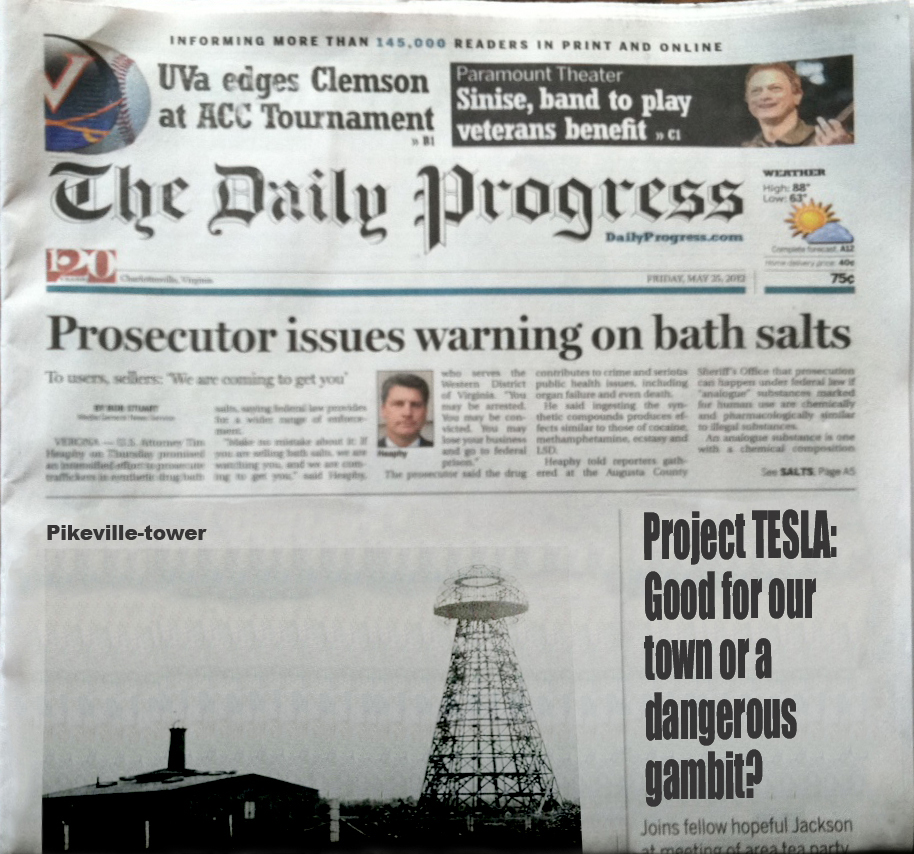 INFORMING MORE THAN 145,000 READERS IN PRINT AND ONLINE
UVa edges Clemson
at ACC Tournament
» B1
Paramount Theater
Sinise, band to play
veterans benefit » C1
The Daily Progress
DailyProgress.com
WEATHER
High: 88°
Low: 63°
Complete forecast, A12
Home delivery price: 40¢
75¢
120
Charlottesville, Virginia
FRIDAY, MAY 25, 2012
Prosecutor issues warning on bath salts
To users, sellers: "We are coming to get you"
BY BOB STUART
Media General News Service
VERONA — U.S. Attorney Tim
Heaphy on Thursday promised
an intensified effort to prosecute
traffickers in synthetic drug bath
salts, saying federal law provides
for a wider range of enforce-
ment.
"Make no mistake about it. If
you are selling bath salts, we are
watching you, and we are com-
ing to get you," said Heaphy,
Heaphy
who serves the
Western District
of Virginia. "You
may be arrested.
You may be con-
victed. You may
lose your business
and go to federal
prison."
The prosecutor said the drug
contributes to crime and serious
public health issues, including
organ failure and even death.
He said ingesting the syn-
thetic compounds produces ef-
fects similar to those of cocaine,
methamphetamine, ecstasy and
LSD.
Heaphy told reporters gath-
ered at the Augusta County
Sheriff's Office that prosecution
can happen under federal law if
"analogue" substances marked
for human use are chemically
and pharmacologically similar
to illegal substances.
An analogue substance is one
with a chemical composition
See SALTS, Page A5
Pikeville-tower
Project TESLA:
Good for our
town or a
dangerous
gambit?
Joins fellow hopeful Jackson
at meeting of area tea party